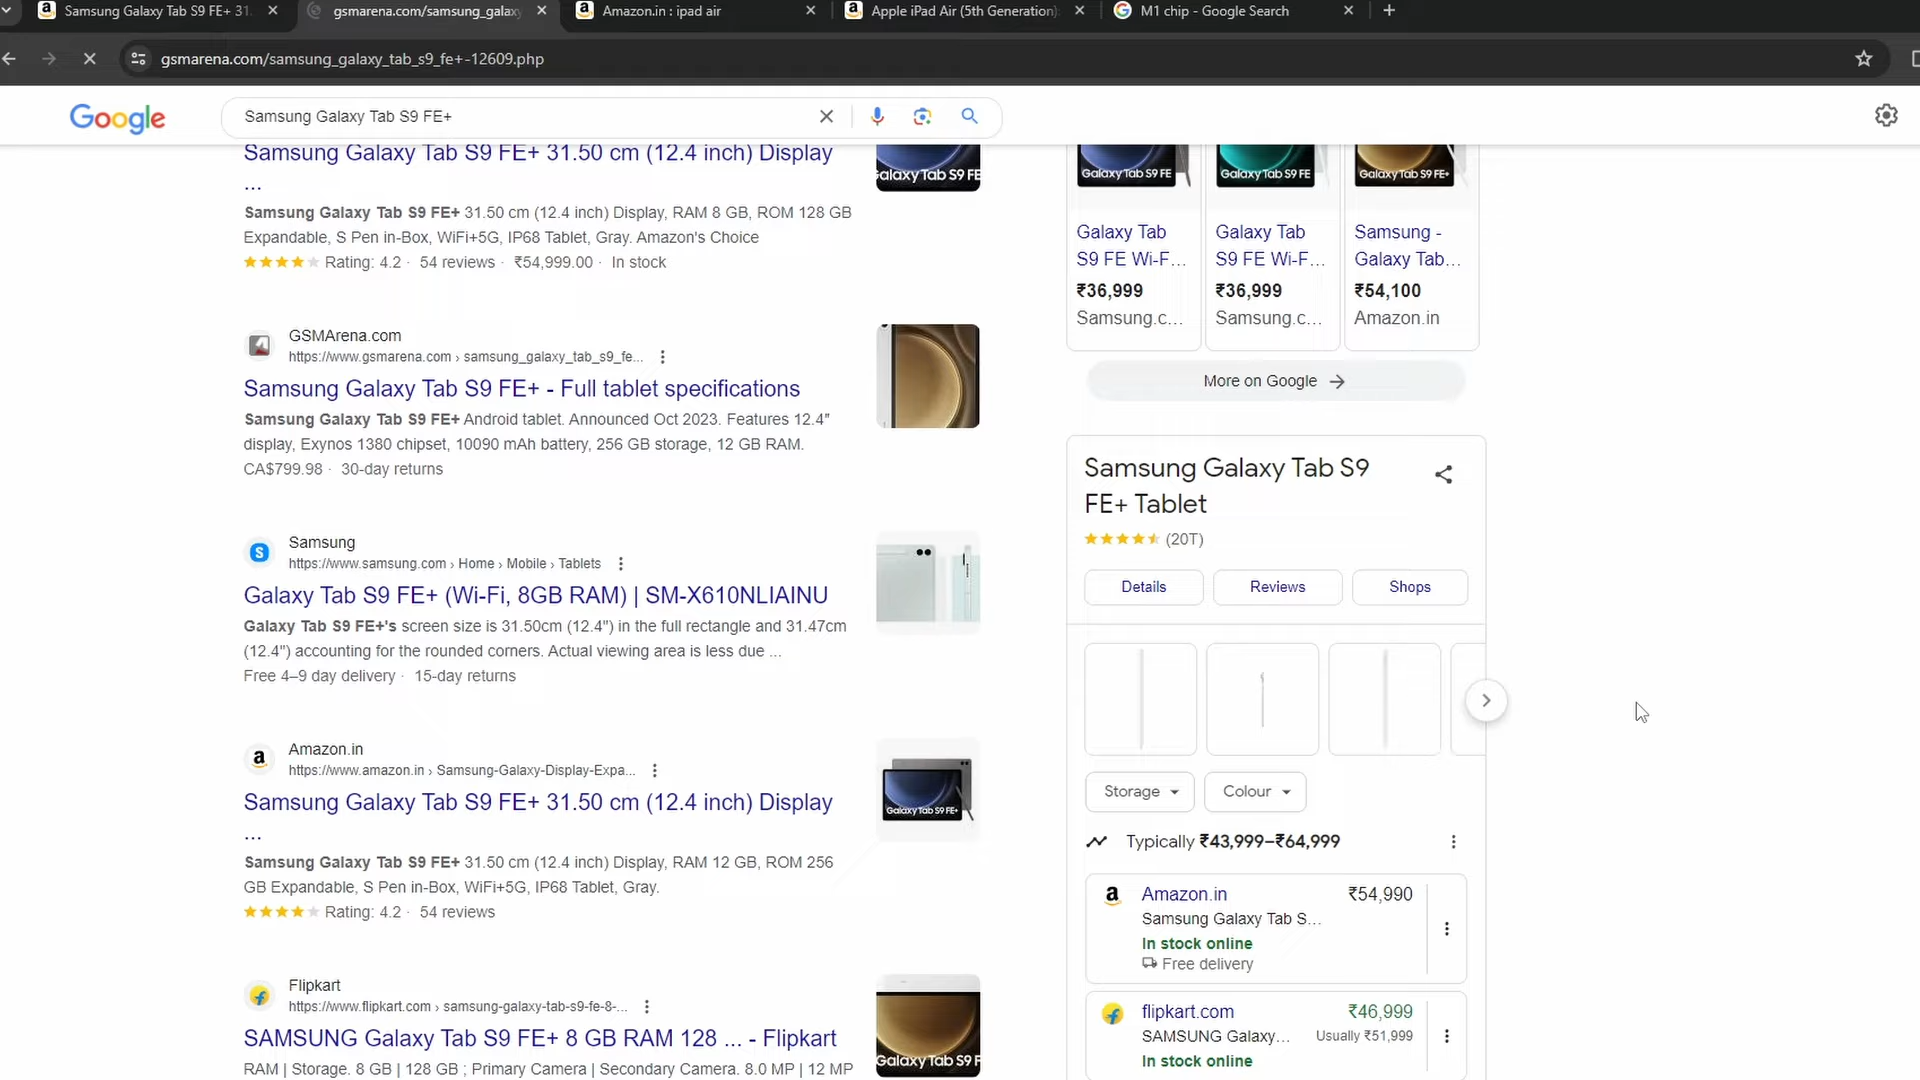 Samsung Galaxy Tab S9 FE+ 31.
gsmarena.com/samsung_galaxy
Amazon.in : ipad air
Apple iPad Air (5th Generation):
M1 chip - Google Search
gsmarena.com/samsung_galaxy_tab_s9_fe+-12609.php
Google
Samsung Galaxy Tab S9 FE+
Samsung Galaxy Tab S9 FE+ 31.50 cm (12.4 inch) Display
...
Samsung Galaxy Tab S9 FE+ 31.50 cm (12.4 inch) Display, RAM 8 GB, ROM 128 GB
Expandable, S Pen in-Box, WiFi+5G, IP68 Tablet, Gray. Amazon's Choice
Rating: 4.2 · 54 reviews · ₹54,999.00 · In stock
Galaxy Tab S9 FE
GSMArena.com
https://www.gsmarena.com › samsung_galaxy_tab_s9_fe...
Samsung Galaxy Tab S9 FE+ - Full tablet specifications
Samsung Galaxy Tab S9 FE+ Android tablet. Announced Oct 2023. Features 12.4″
display, Exynos 1380 chipset, 10090 mAh battery, 256 GB storage, 12 GB RAM.
CA$799.98 · 30-day returns
Samsung
https://www.samsung.com › Home › Mobile › Tablets
Galaxy Tab S9 FE+ (Wi-Fi, 8GB RAM) | SM-X610NLIAINU
Galaxy Tab S9 FE+'s screen size is 31.50cm (12.4") in the full rectangle and 31.47cm
(12.4") accounting for the rounded corners. Actual viewing area is less due ...
Free 4–9 day delivery · 15-day returns
Amazon.in
https://www.amazon.in › Samsung-Galaxy-Display-Expa...
Samsung Galaxy Tab S9 FE+ 31.50 cm (12.4 inch) Display
...
Samsung Galaxy Tab S9 FE+ 31.50 cm (12.4 inch) Display, RAM 12 GB, ROM 256
GB Expandable, S Pen in-Box, WiFi+5G, IP68 Tablet, Gray.
Rating: 4.2 · 54 reviews
Galaxy Tab S9 FE+
Flipkart
https://www.flipkart.com › samsung-galaxy-tab-s9-fe-8-...
SAMSUNG Galaxy Tab S9 FE+ 8 GB RAM 128 ... - Flipkart
RAM | Storage. 8 GB | 128 GB ; Primary Camera | Secondary Camera. 8.0 MP | 12 MP
Galaxy Tab S9 F
Galaxy Tab S9 FE
Galaxy Tab S9 FE
Galaxy Tab S9 FE+
Galaxy Tab
S9 FE Wi-F...
₹36,999
Samsung.c...
Galaxy Tab
S9 FE Wi-F...
₹36,999
Samsung.c...
Samsung -
Galaxy Tab...
₹54,100
Amazon.in
More on Google
Samsung Galaxy Tab S9
FE+ Tablet
(20T)
Details
Reviews
Shops
Storage
Colour
Typically ₹43,999–₹64,999
Amazon.in
₹54,990
Samsung Galaxy Tab S...
In stock online
Free delivery
flipkart.com
₹46,999
SAMSUNG Galaxy...
Usually ₹51,999
In stock online